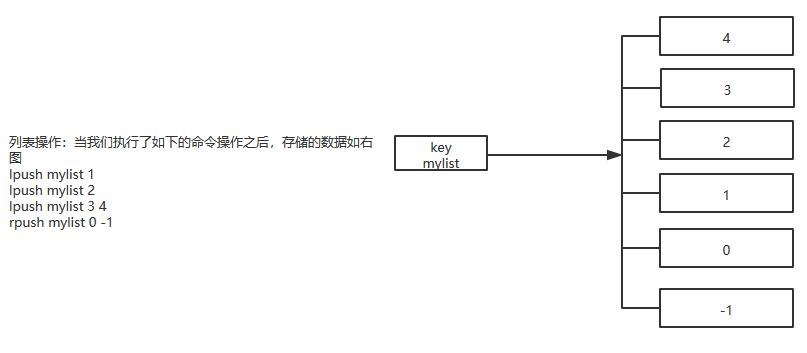 列表操作：当我们执行了如下的命令操作之后，存储的数据如右
图
lpush mylist 1
lpush mylist 2
lpush mylist 3 4
rpush mylist 0 -1
key
mylist
4
3
2
1
0
-1